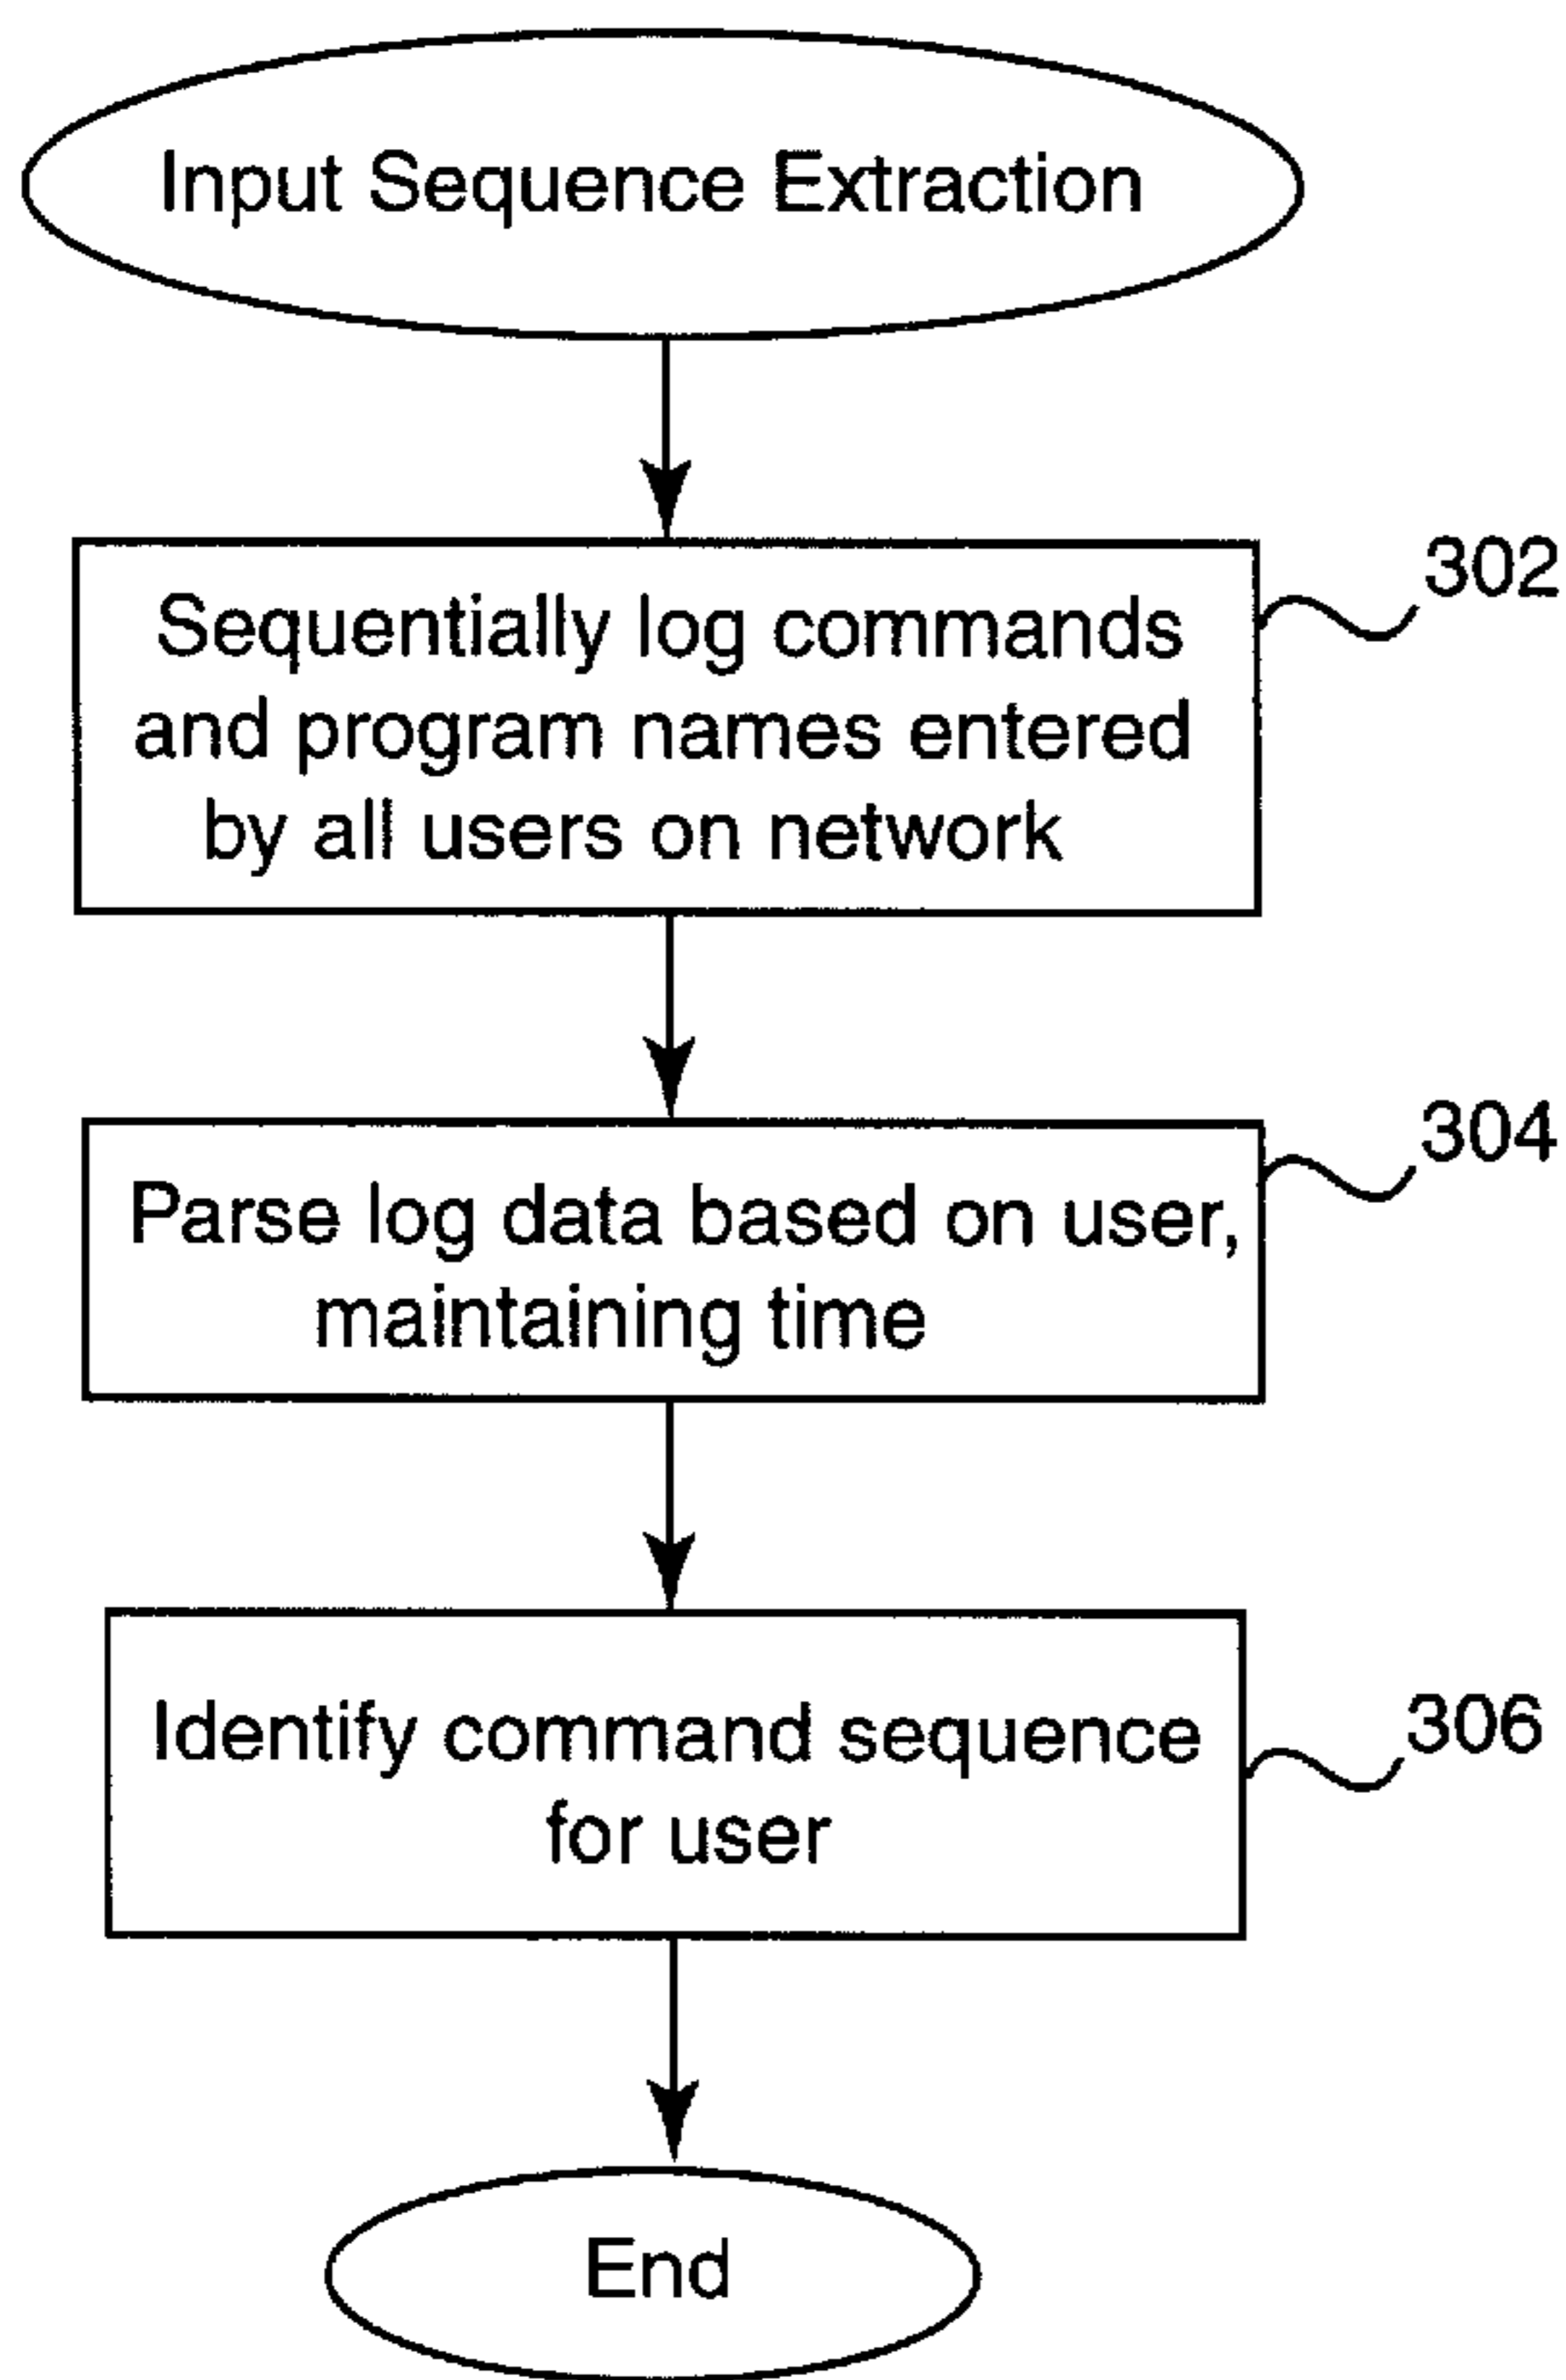 Input Sequence Extraction
302
Sequentially log commands
and program names entered
by all users on network
304
Parse log data based on user,
maintaining time
306
Identify command sequence
for user
End